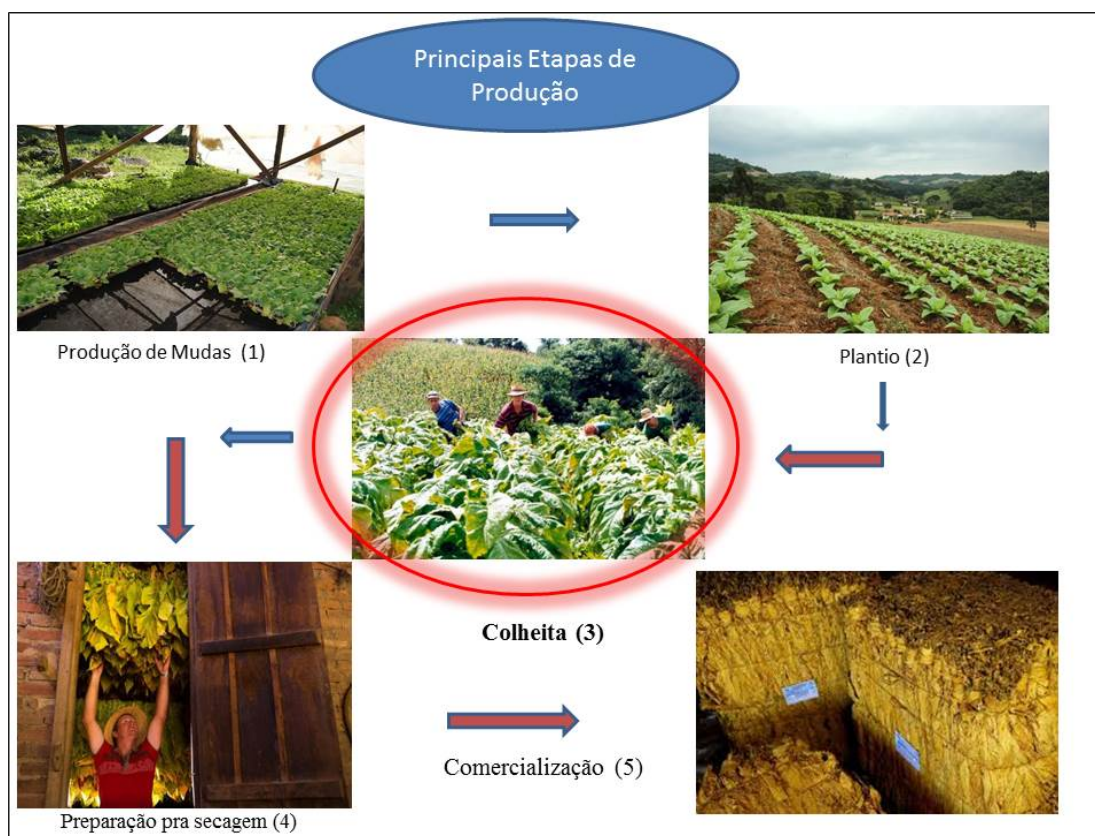 Principais Etapas de
Produção
Produção de Mudas (1)
Plantio (2)
Colheita (3)
Comercialização (5)
Preparação pra secagem (4)